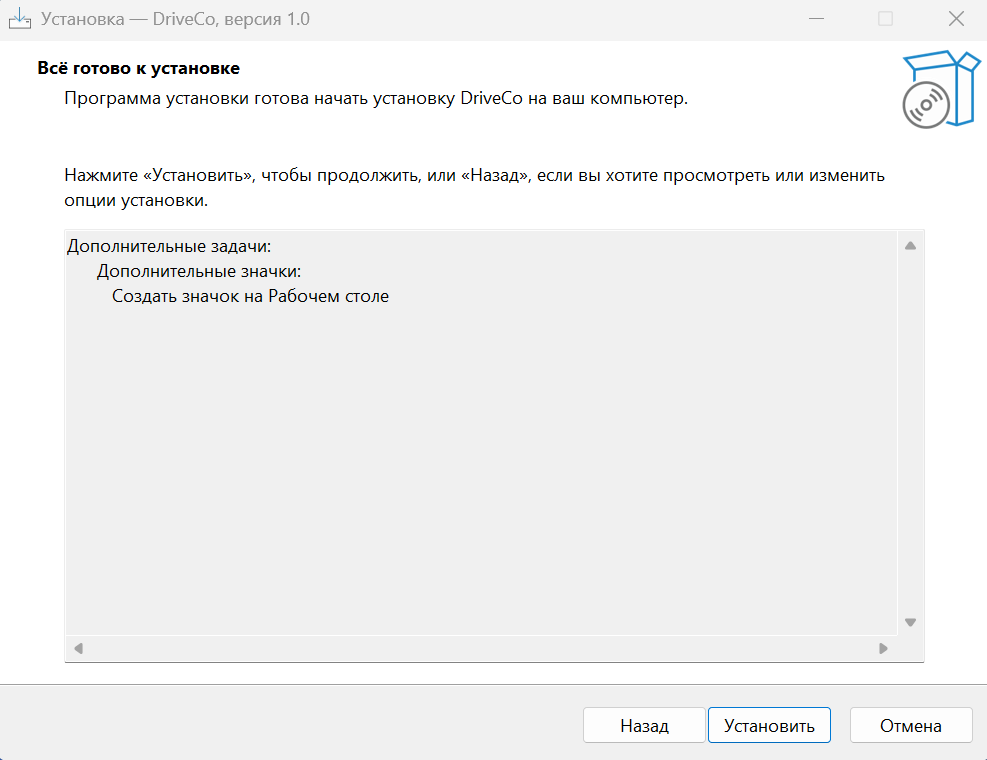 Установка — DriveCo, версия 1.0
Всё готово к установке
Программа установки готова начать установку DriveCo на ваш компьютер.
Нажмите «Установить», чтобы продолжить, или «Назад», если вы хотите просмотреть или изменить
опции установки.
Дополнительные задачи:
Дополнительные значки:
Создать значок на Рабочем столе
Назад
Установить
Отмена